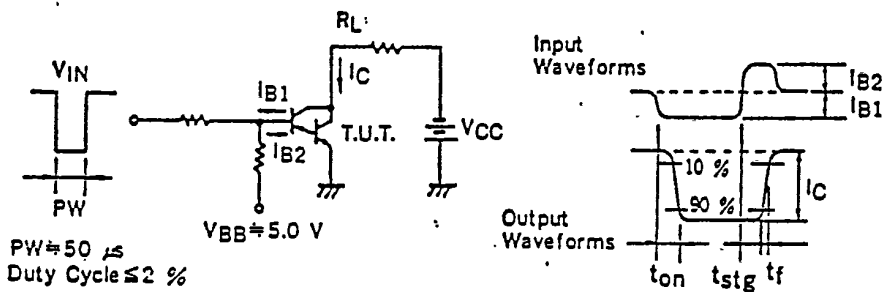 RL
VIN
IB1
IC
IB2
T.U.T.
VCC
PW
VBB≒5.0 V
PW≒50 μs
Duty Cycle≦2 %
Input
Waveforms
IB2
IB1
10 %
90 %
IC
Output
Waveforms
ton
tstg
tf